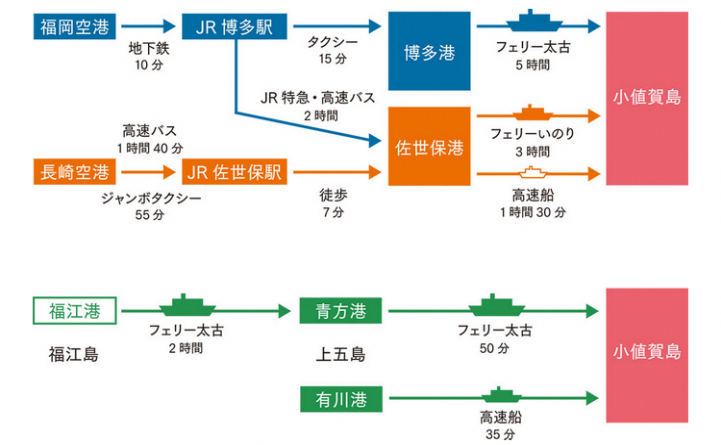 福岡空港
地下鉄
10 分
JR 博多駅
タクシー
15 分
博多港
フェリー太古
5 時間
小値賀島
JR 特急・高速バス
2 時間
佐世保港
フェリーいのり
3 時間
高速バス
1 時間 40 分
長崎空港
ジャンボタクシー
55 分
JR 佐世保駅
徒歩
7 分
高速船
1 時間 30 分
福江港
福江島
フェリー太古
2 時間
青方港
上五島
フェリー太古
50 分
小値賀島
有川港
高速船
35 分